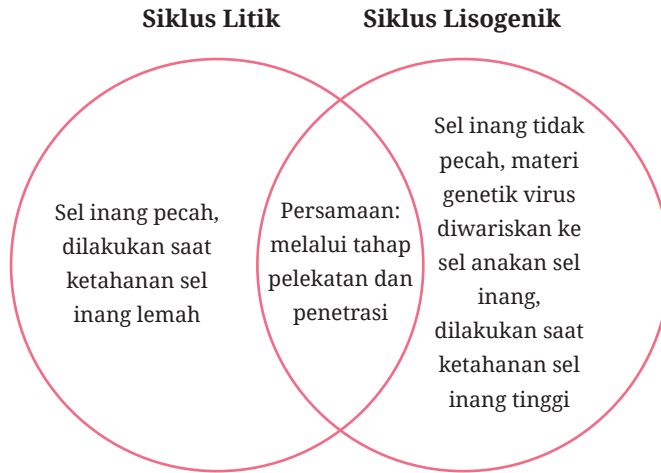 Siklus Litik
Siklus Lisogenik
Sel inang pecah,
dilakukan saat
ketahanan sel
inang lemah
Persamaan:
melalui tahap
pelekatan dan
penetrasi
Sel inang tidak
pecah, materi
genetik virus
diwariskan ke
sel anakan sel
inang,
dilakukan saat
ketahanan sel
inang tinggi